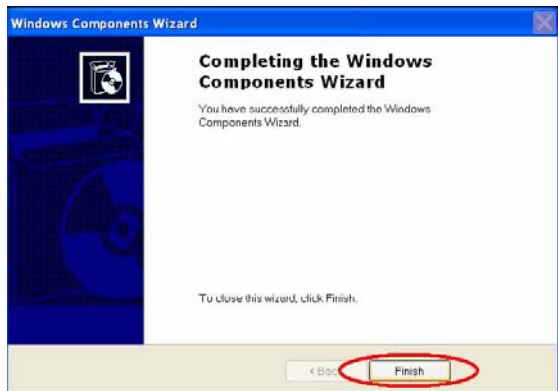 Windows Components Wizard
Completing the Windows
Components Wizard
You have successfully completed the Windows
Components Wizard.
To close this wizard, click Finish.
< Back
Finish